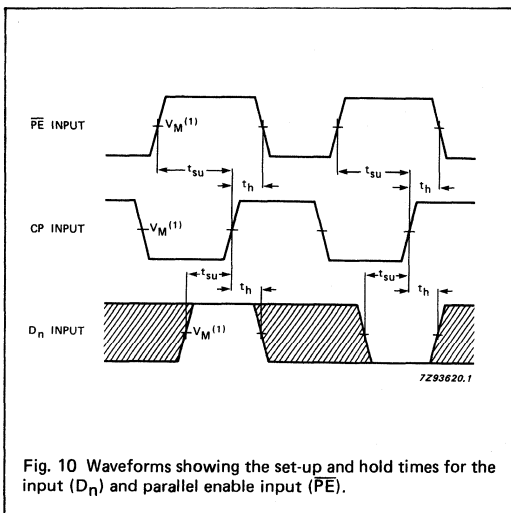 P̅E̅ INPUT
V_M(1)
t_su
t_h
t_su
t_h
CP INPUT
V_M(1)
t_su
t_h
t_su
t_h
D_n INPUT
V_M(1)
7Z93620.1
Fig. 10 Waveforms showing the set-up and hold times for the
input (D_n) and parallel enable input (P̅E̅).